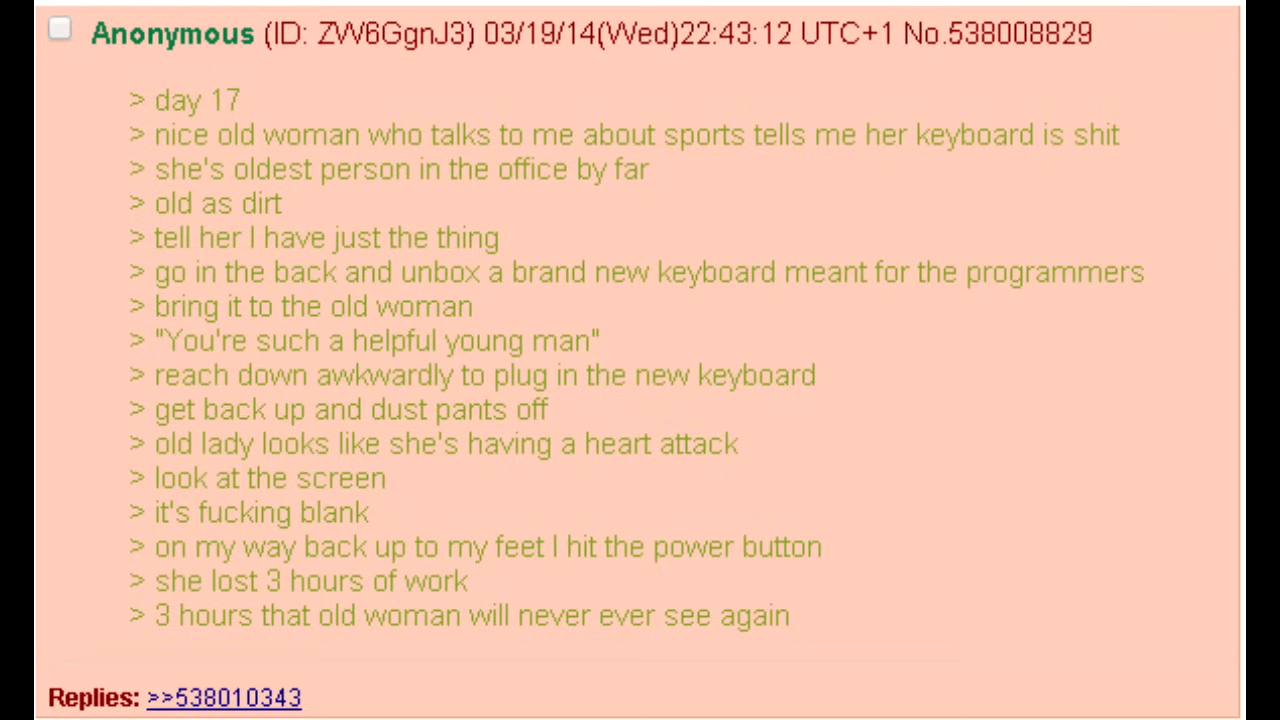 Anonymous (ID: ZW6GgnJ3) 03/19/14(Wed)22:43:12 UTC+1 No.538008829
> day 17
> nice old woman who talks to me about sports tells me her keyboard is shit
> she's oldest person in the office by far
> old as dirt
> tell her I have just the thing
> go in the back and unbox a brand new keyboard meant for the programmers
> bring it to the old woman
> "You're such a helpful young man"
> reach down awkwardly to plug in the new keyboard
> get back up and dust pants off
> old lady looks like she's having a heart attack
> look at the screen
> it's fucking blank
> on my way back up to my feet I hit the power button
> she lost 3 hours of work
> 3 hours that old woman will never ever see again
Replies: >>538010343